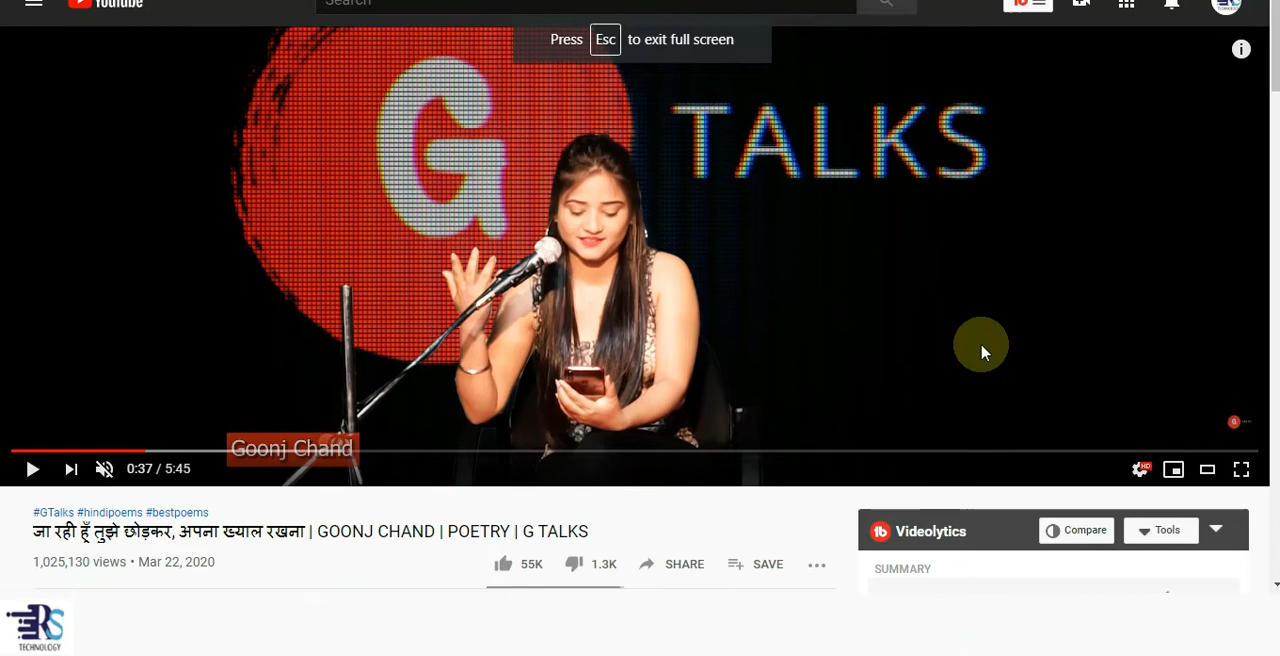 YouTube
Search
Press Esc to exit full screen
G TALKS
Goonj Chand
0:37 / 5:45
HD
#GTalks #hindipoems #bestpoems
जा रही हूँ तुझे छोड़कर, अपना ख्याल रखना | GOONJ CHAND | POETRY | G TALKS
1,025,130 views • Mar 22, 2020
55K 1.3K SHARE SAVE
Videolytics
Compare Tools
SUMMARY
ERS
TECHNOLOGY